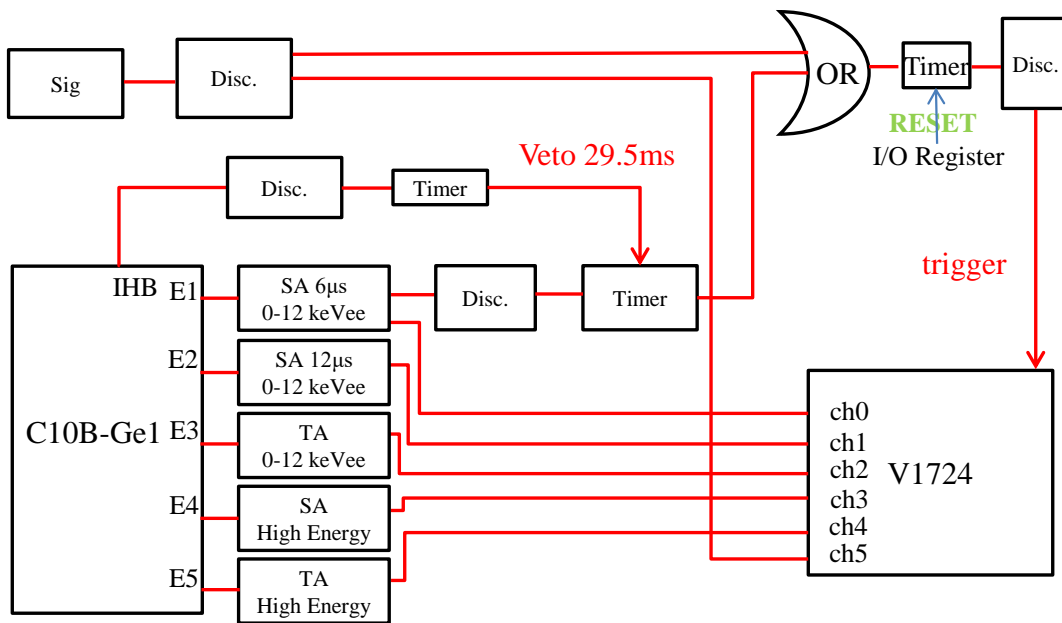 Sig
Disc.
OR
Timer
Disc.
RESET
I/O Register
Veto 29.5ms
Disc.
Timer
trigger
IHB
E1
SA 6μs
0-12 keVee
Disc.
Timer
E2
SA 12μs
0-12 keVee
C10B-Ge1
E3
TA
0-12 keVee
E4
SA
High Energy
E5
TA
High Energy
ch0
ch1
ch2
ch3
ch4
ch5
V1724